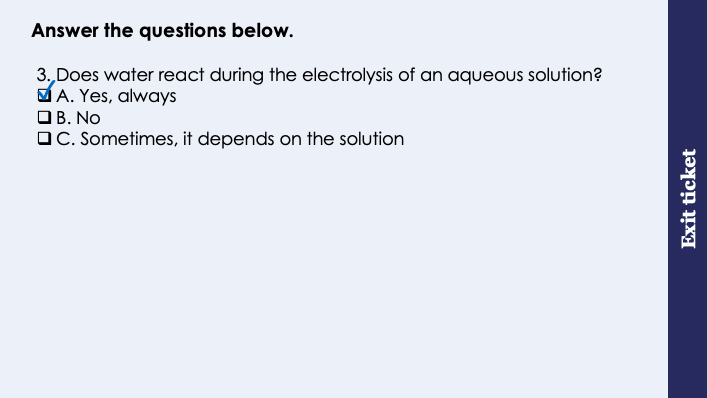 Answer the questions below.
3. Does water react during the electrolysis of an aqueous solution?
A. Yes, always
B. No
C. Sometimes, it depends on the solution
Exit ticket